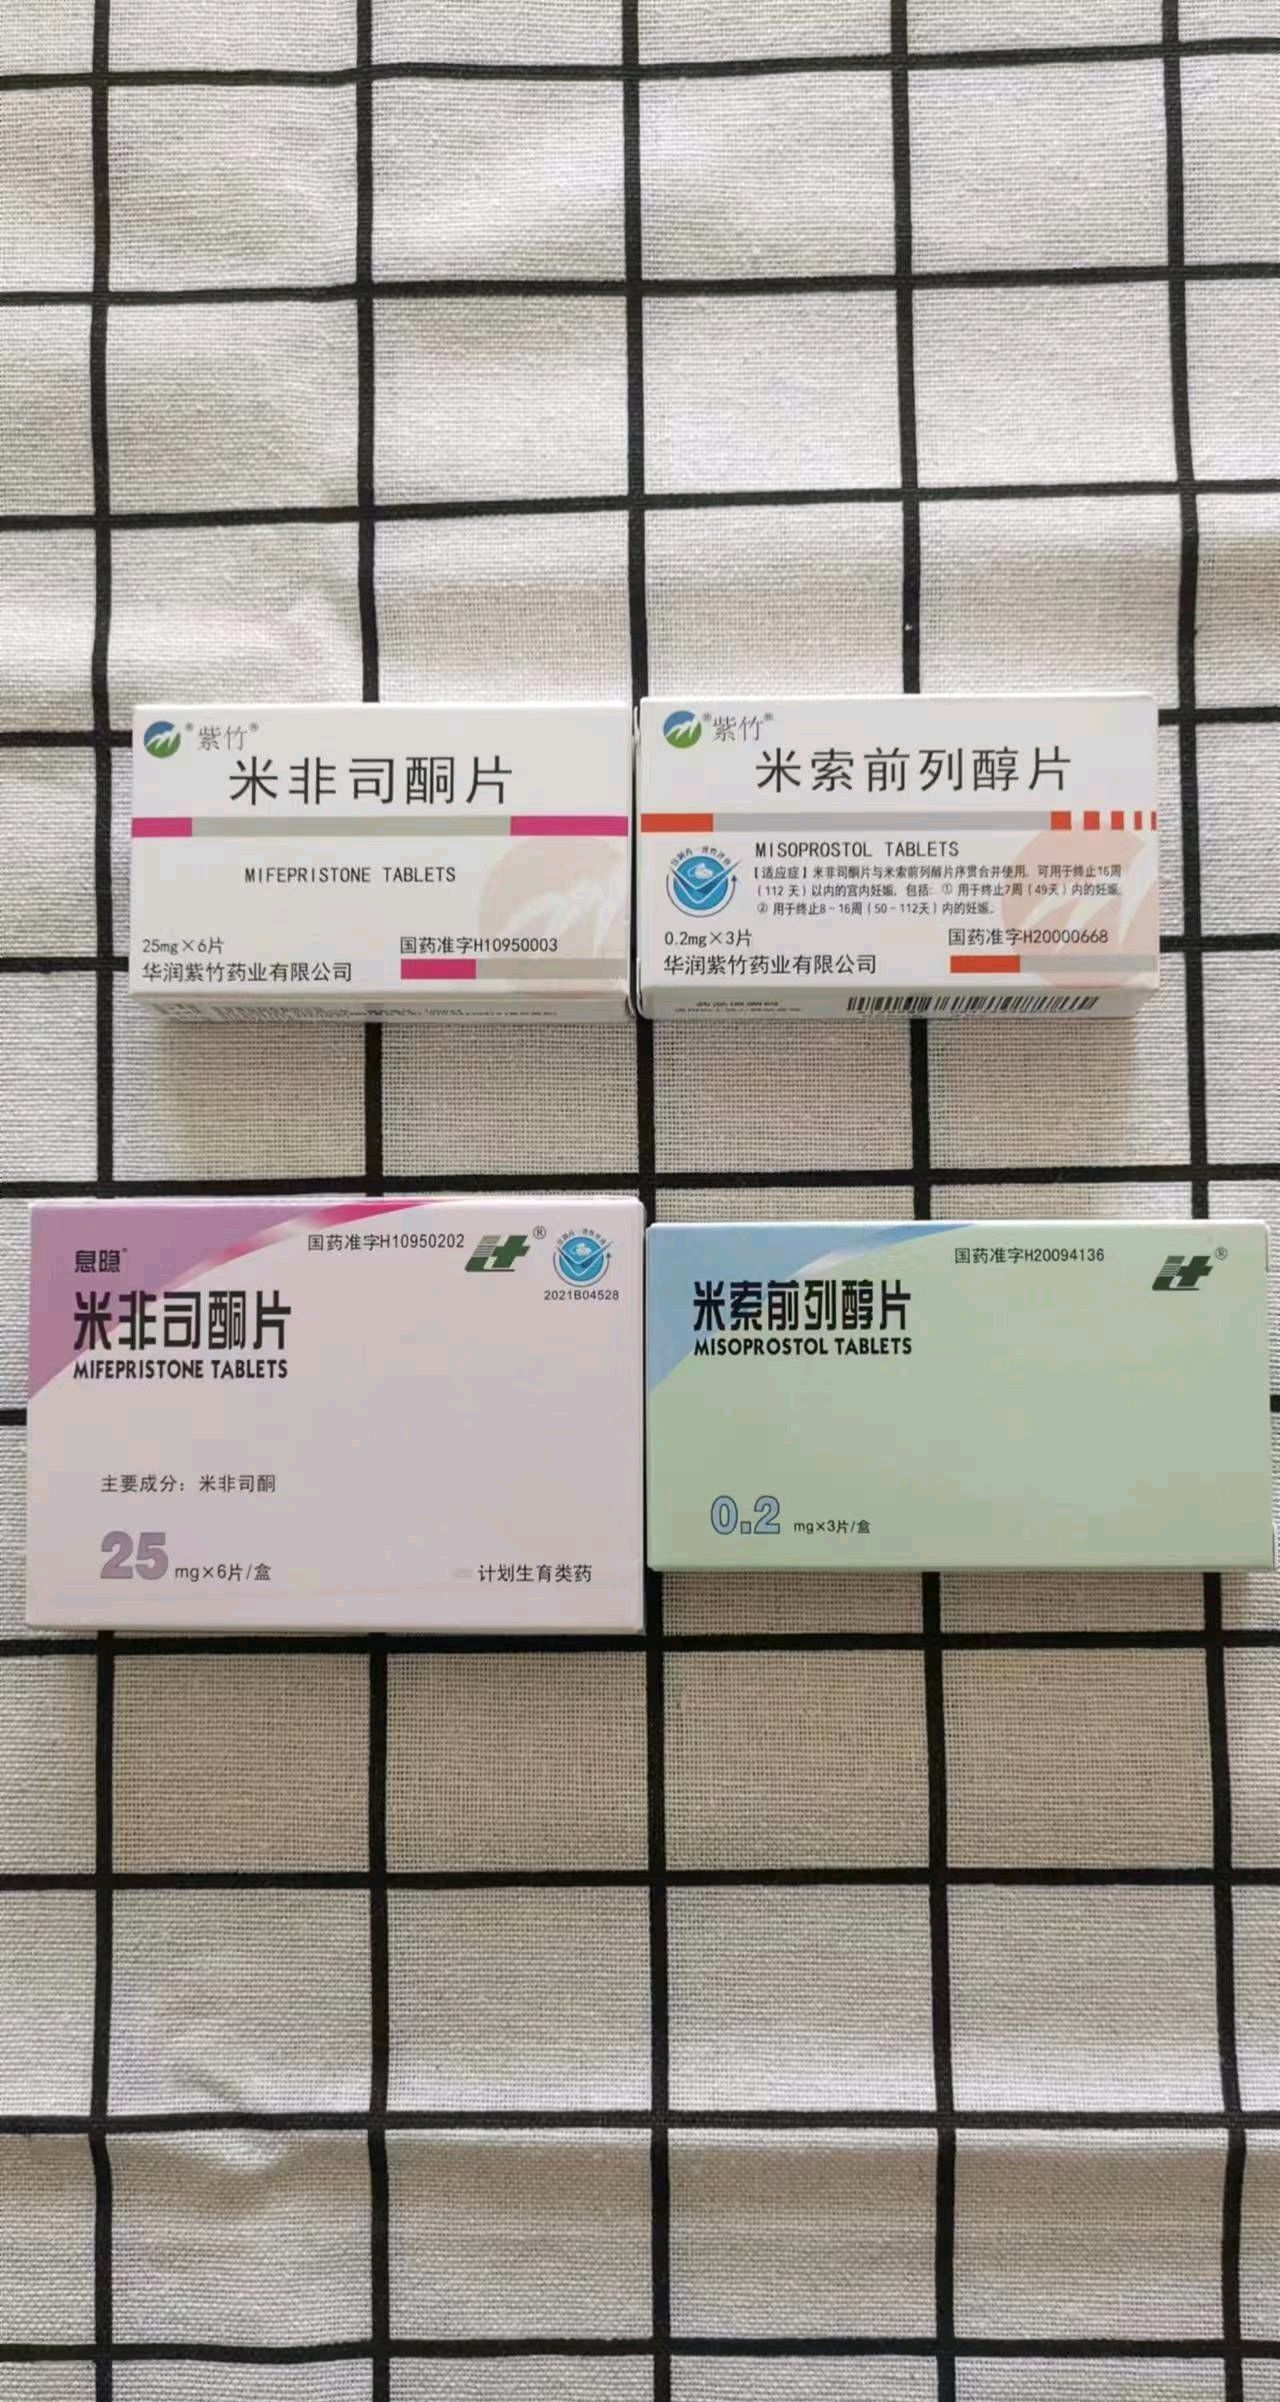 紫竹®
米非司酮片
MIFEPRISTONE TABLETS
25mg×6片
国药准字H10950003
华润紫竹药业有限公司
紫竹®
米索前列醇片
MISOPROSTOL TABLETS
【适应症】米非司酮片与米索前列醇片序贯合并使用,可用于终止16周
(112天)以内的宫内妊娠。包括:①用于终止7周(49天)内的妊娠;
②用于终止8-16周(50-112天)内的妊娠。
0.2mg×3片
国药准字H20000668
华润紫竹药业有限公司
息隐®
国药准字H10950202
2021B04528
米非司酮片
MIFEPRISTONE TABLETS
主要成分:米非司酮
25mg×6片/盒
计划生育类药
国药准字H20094136
米索前列醇片
MISOPROSTOL TABLETS
0.2mg×3片/盒